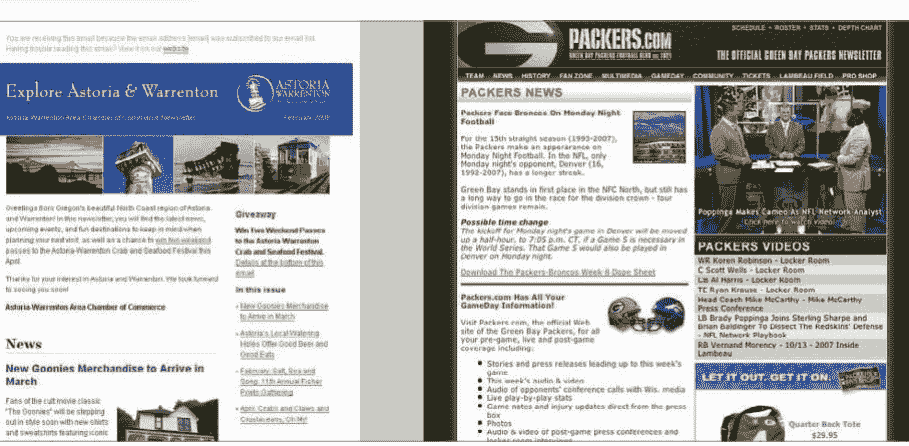 You are receiving this email because the email address [email] was subscribed to our email list.
Having trouble reading this email? View it on our website
Explore Astoria & Warrenton
ASTORIA
WARRENTON
Astoria Warrenton Area Chamber of Commerce Newsletter
February 2009
Greetings from Oregon's beautiful North Coast region of Astoria
and Warrenton! In this newsletter, you will find the latest news,
upcoming events, and fun destinations to keep in mind when
planning your next visit, as well as a chance to win two weekend
passes to the Astoria-Warrenton Crab and Seafood Festival this
April.
Thanks for your interest in Astoria and Warrenton. We look forward
to seeing you soon!
Astoria-Warrenton Area Chamber of Commerce
News
New Goonies Merchandise to Arrive in
March
Fans of the cult movie classic
"The Goonies" will be stepping
out in style soon with new shirts
and sweatshirts featuring iconic
Giveaway
Win Two Weekend Passes
to the Astoria Warrenton
Crab and Seafood Festival.
Details at the bottom of this
email.
In this issue
New Goonies Merchandise
to Arrive in March
Astoria's Local Watering
Holes Offer Good Beer and
Good Eats
February: Salt, Sea and
Song: 11th Annual Fisher
Poets Gathering
April: Crabs and Claws and
Crustaceans, Oh My!
SCHEDULE • ROSTER • STATS • DEPTH CHART
G
PACKERS.COM
THE OFFICIAL GREEN BAY PACKERS NEWSLETTER
TEAM NEWS HISTORY FAN ZONE MULTIMEDIA GAMEDAY COMMUNITY TICKETS LAMBEAU FIELD PRO SHOP
PACKERS NEWS
Packers Face Broncos On Monday Night
Football
For the 15th straight season (1993-2007),
the Packers make an appearance on
Monday Night Football. In the NFL, only
Monday night's opponent, Denver (16,
1992-2007), has a longer streak.
Green Bay stands in first place in the NFC North, but still has
a long way to go in the race for the division crown - four
division games remain.
Possible time change
The kickoff for Monday night's game in Denver will be moved
up a half-hour, to 7:05 p.m. CT, if a Game 5 is necessary in
the World Series. That Game 5 would also be played in
Denver on Monday night.
Download The Packers-Broncos Week 8 Dope Sheet
Packers.com Has All Your
GameDay Information!
Visit Packers.com, the official Web
site of the Green Bay Packers, for all
your pre-game, live and post-game
coverage including:
Stories and press releases leading up to this week's
game
This week's audio & video
Audio of opponents' conference calls with Wis. media
Live play-by-play stats
Game notes and injury updates direct from the press
box
Photos
Audio & video of post-game press conferences and
locker room interviews
Poppinga Makes Cameo As NFL Network Analyst
Click here to watch video!
PACKERS VIDEOS
WR Koren Robinson - Locker Room
C Scott Wells - Locker Room
CB Al Harris - Locker Room
TE Ryan Krause - Locker Room
Head Coach Mike McCarthy - Mike McCarthy
Press Conference
LB Brady Poppinga Joins Sterling Sharpe and
Brian Baldinger To Dissect The Redskins' Defense
- NFL Network Playbook
RB Vernand Morency - 10/13 - 2007 Inside
Lambeau
LET IT OUT. GET IT ON.
Quarter Back Tote
$29.95